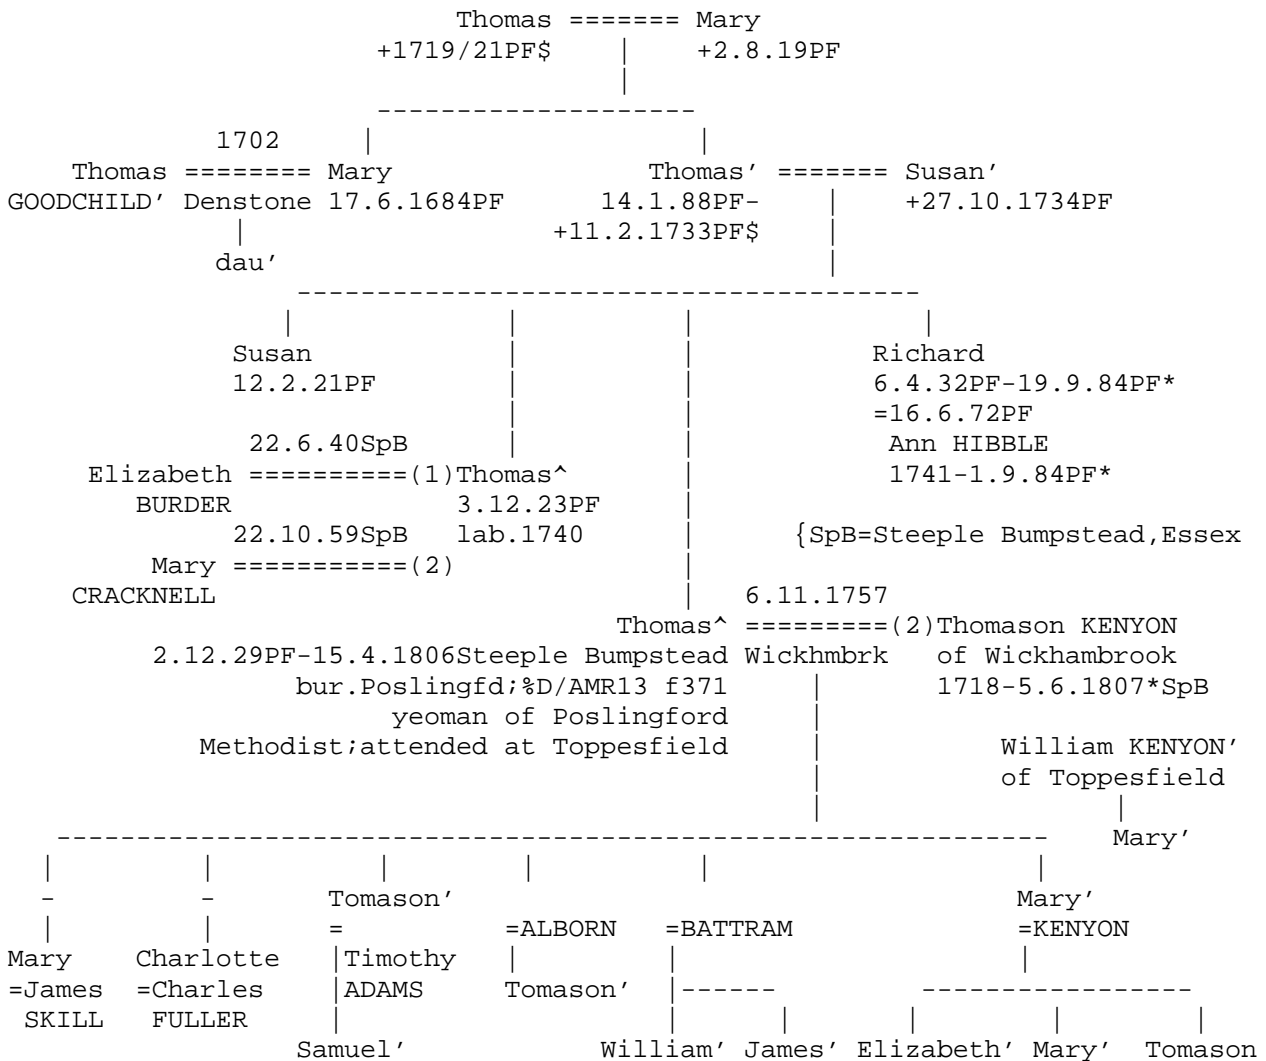 Thomas ======= Mary
+1719/21PF$ | +2.8.19PF
|
--------------------
1702 | |
Thomas ======== Mary Thomas' ======= Susan'
GOODCHILD' Denstone 17.6.1684PF 14.1.88PF- | +27.10.1734PF
| +11.2.1733PF$ |
dau' |
---------------------------------------
| | | |
Susan | | Richard
12.2.21PF | | 6.4.32PF-19.9.84PF*
| | =16.6.72PF
22.6.40SpB | | Ann HIBBLE
Elizabeth ==========(1)Thomas^ | 1741-1.9.84PF*
BURDER 3.12.23PF |
22.10.59SpB lab.1740 | {SpB=Steeple Bumpstead,Essex
Mary ===========(2) |
CRACKNELL | 6.11.1757
Thomas^ =========(2)Thomason KENYON
2.12.29PF-15.4.1806Steeple Bumpstead Wickhmbrk of Wickhambrook
bur.Poslingfd;%D/AMR13 f371 | 1718-5.6.1807*SpB
yeoman of Poslingford |
Methodist;attended at Toppesfield | William KENYON'
| of Toppesfield
| |
-------------------------------------------------------------- Mary'
| | | | | |
- - Tomason' Mary'
| | = =ALBORN =BATTRAM =KENYON
Mary Charlotte |Timothy | | |
=James =Charles |ADAMS Tomason' |------ -----------------
SKILL FULLER | | | | | |
Samuel' William' James' Elizabeth' Mary' Tomason